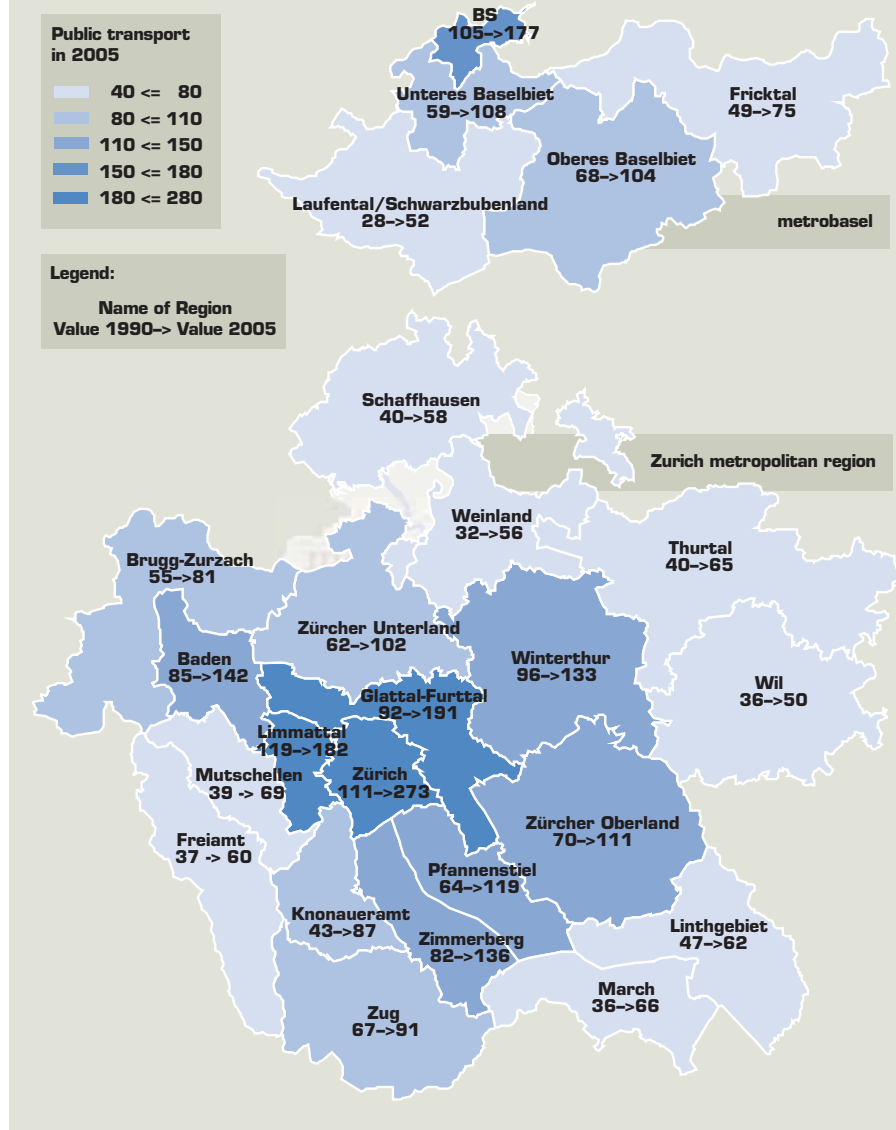 Public transport
in 2005
40 <= 80
80 <= 110
110 <= 150
150 <= 180
180 <= 280
BS
105–>177
Unteres Baselbiet
59–>108
Fricktal
49–>75
Oberes Baselbiet
68–>104
Laufental/Schwarzbubenland
28–>52
metrobasel
Legend:
Name of Region
Value 1990–> Value 2005
Schaffhausen
40–>58
Zurich metropolitan region
Weinland
32–>56
Thurtal
40–>65
Brugg-Zurzach
55–>81
Zürcher Unterland
62–>102
Baden
85–>142
Winterthur
96–>133
Wil
36–>50
Glattal-Furttal
92–>191
Limmattal
119–>182
Zürich
111–>273
Mutschellen
39 -> 69
Freiamt
37 -> 60
Zürcher Oberland
70–>111
Pfannenstiel
64–>119
Knonaueramt
43–>87
Zimmerberg
82–>136
Linthgebiet
47–>62
March
36–>66
Zug
67–>91